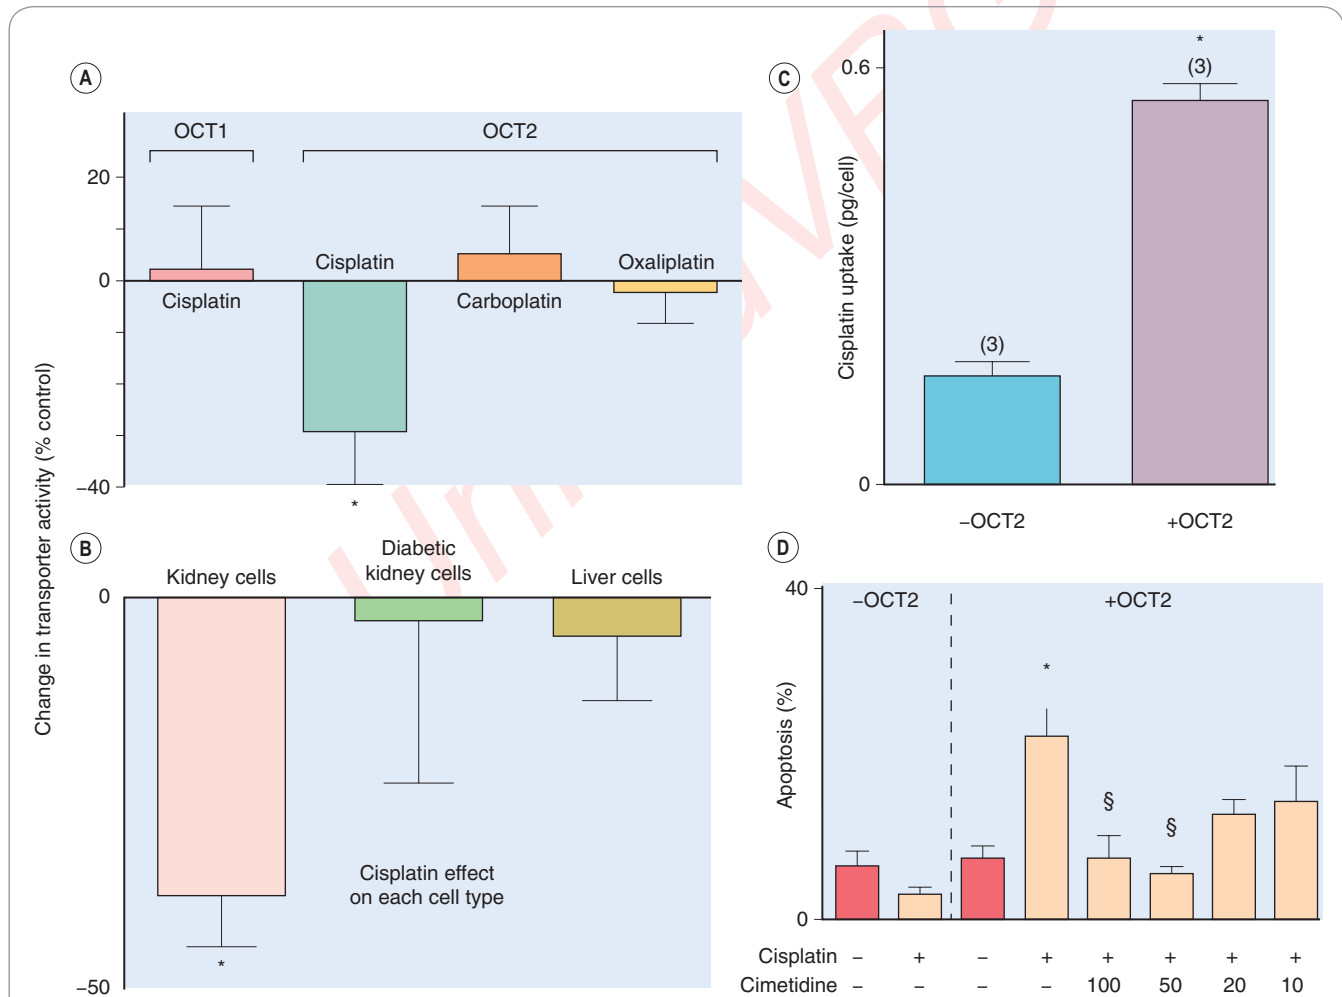 A
OCT1
OCT2
20
0
−40
Cisplatin
Cisplatin
Carboplatin
Oxaliplatin
*
Change in transporter activity (% control)
B
Kidney cells
Diabetic
kidney cells
Liver cells
0
−50
*
Cisplatin effect
on each cell type
C
Cisplatin uptake (pg/cell)
0.6
0
(3)
*
(3)
−OCT2
+OCT2
D
Apoptosis (%)
40
0
−OCT2
+OCT2
*
§
§
Cisplatin − + − + + + + +
Cimetidine − − − − 100 50 20 10